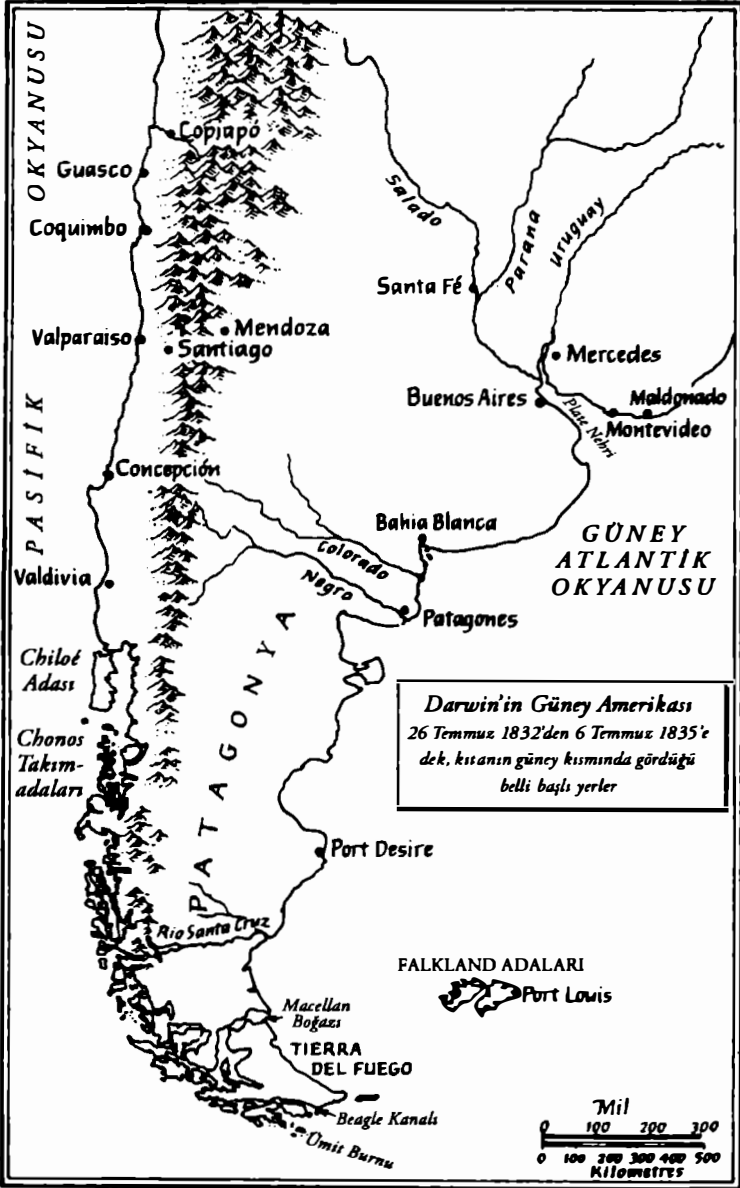 PASİFİK OKYANUSU
Copiapó
Guasco
Coquimbo
Salado
Parana
Uruguay
Santa Fé
Valparaiso
Mendoza
Santiago
Mercedes
Buenos Aires
Maldonado
Plate Nehri
Montevideo
Concepción
Bahia Blanca
GÜNEY
ATLANTİK
OKYANUSU
Colorado
Negro
Valdivia
Patagones
PATAGONYA
Chiloé
Adası
Chonos
Takım-
adaları
Darwin'in Güney Amerikası
26 Temmuz 1832'den 6 Temmuz 1835'e
dek, kıtanın güney kısmında gördüğü
belli başlı yerler
Port Desire
Rio Santa Cruz
FALKLAND ADALARI
Port Louis
Macellan
Boğazı
TIERRA
DEL FUEGO
Beagle Kanalı
Ümit Burnu
Mil
0 100 200 300
0 100 200 300 400 500
Kilometres